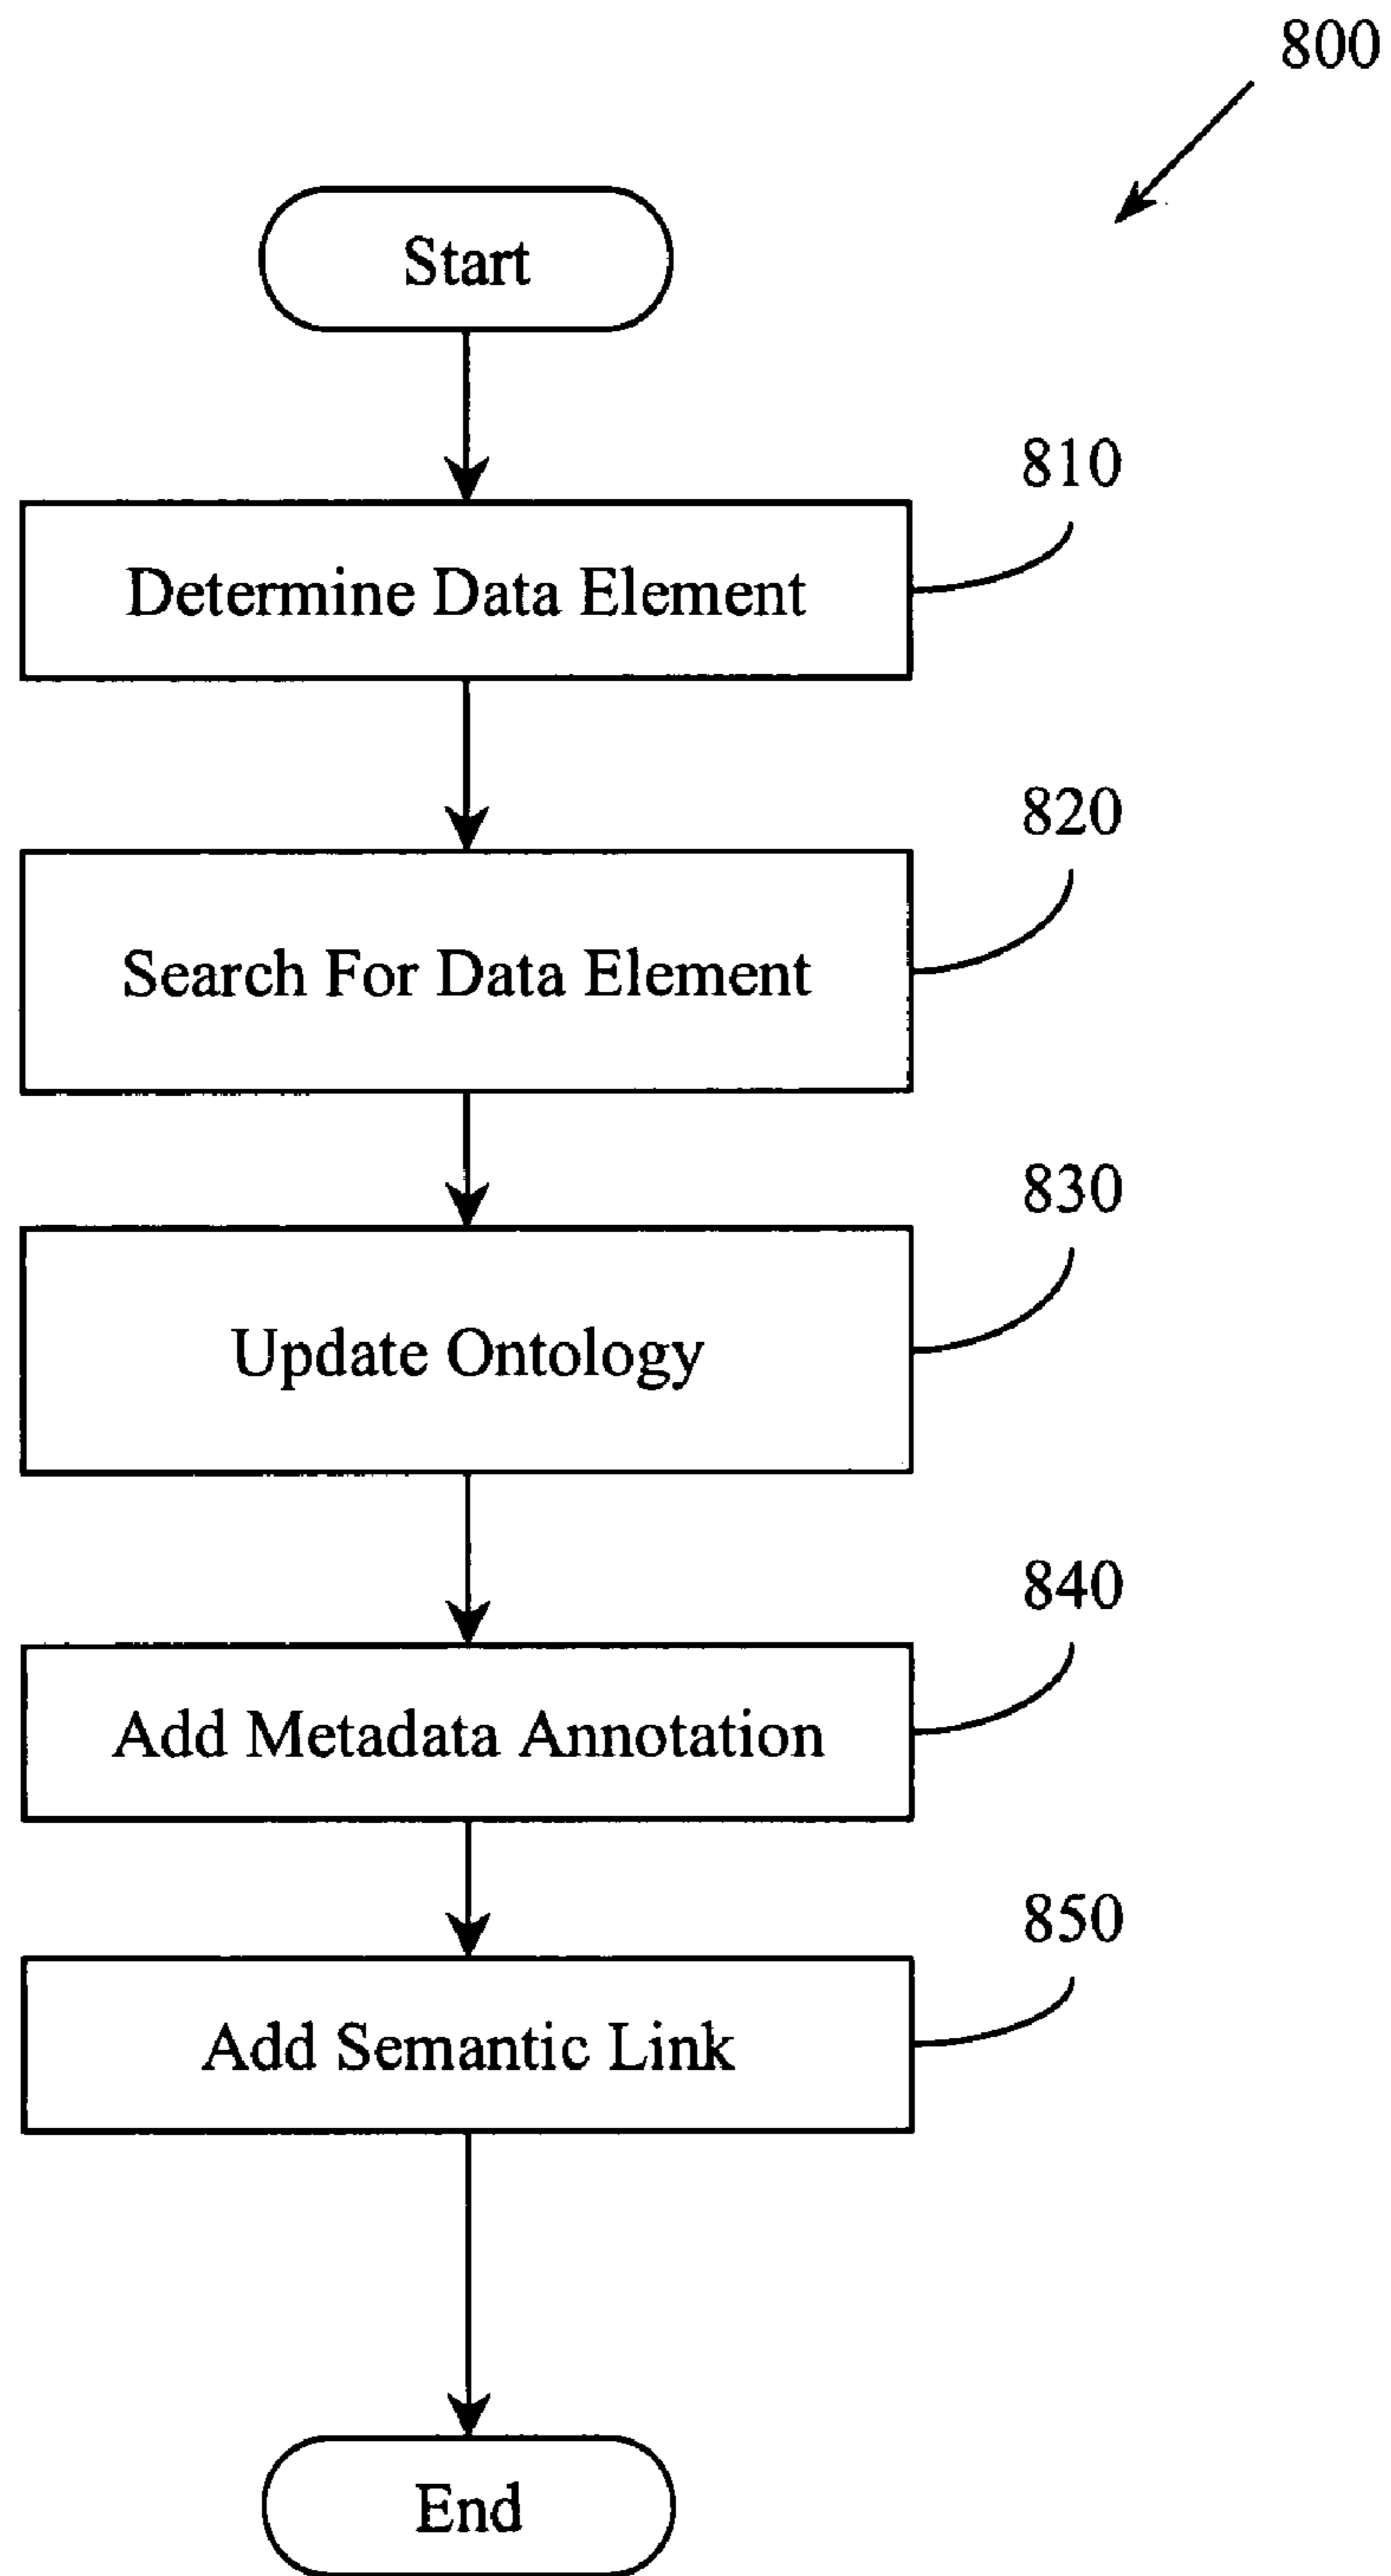 800
Start
810
Determine Data Element
820
Search For Data Element
830
Update Ontology
840
Add Metadata Annotation
850
Add Semantic Link
End